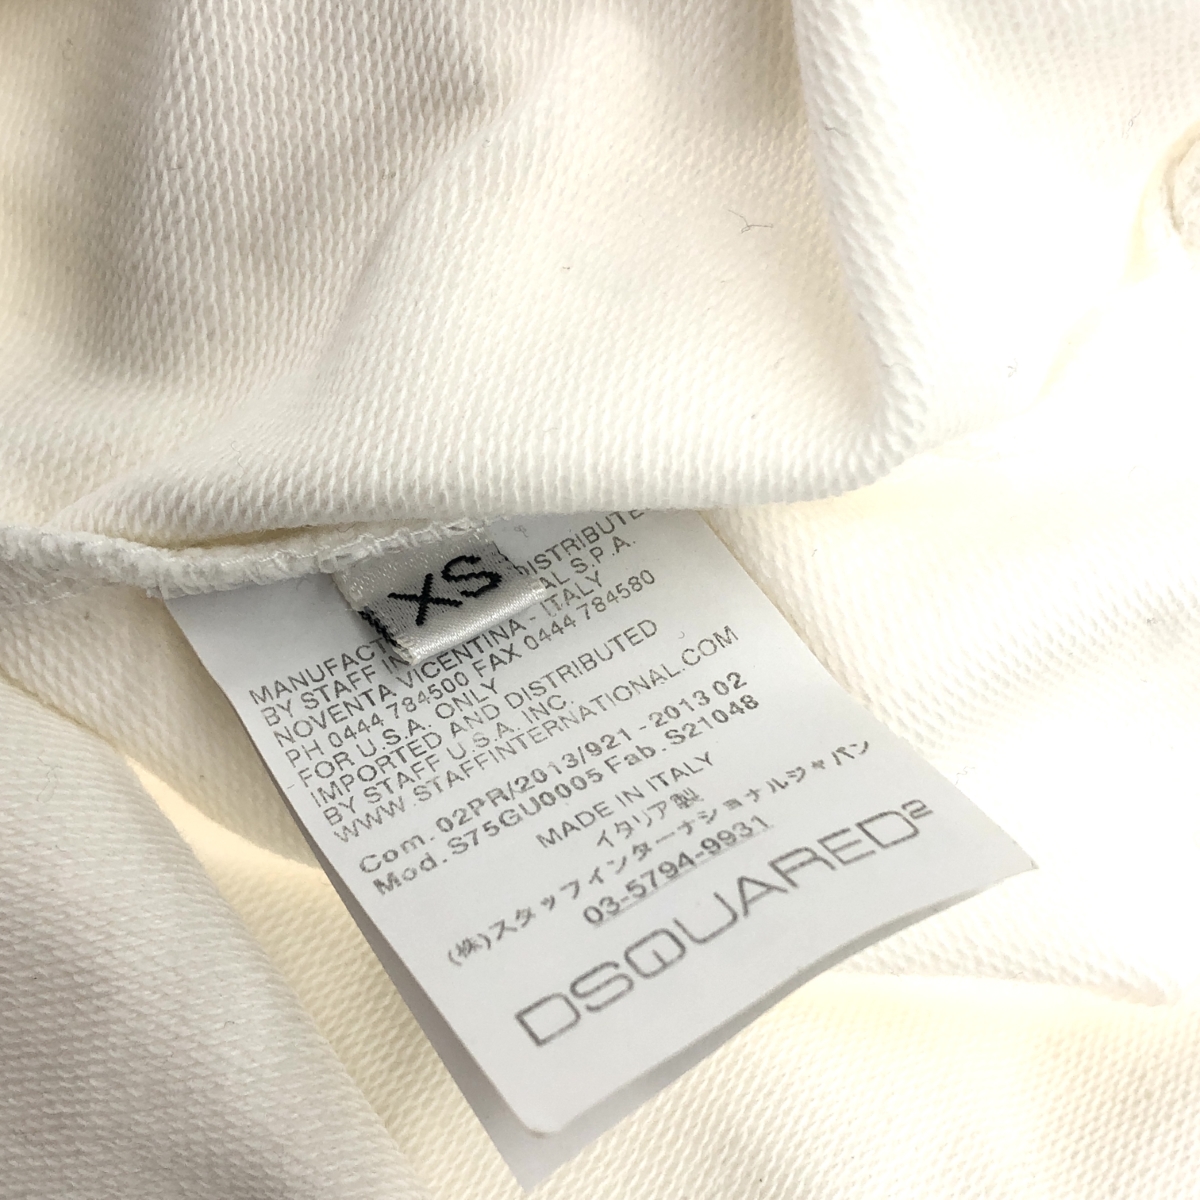 XS
MANUFACT DISTRIBUTE
BY STAFF IN AL S.P.A.
NOVENTA VICENTINA - ITALY
PH 0444 784500 FAX 0444 784580
FOR U.S.A. ONLY
IMPORTED AND DISTRIBUTED
BY STAFF U.S.A. INC.
WWW.STAFFINTERNATIONAL.COM
Com. 02PR/2013/921 - 2013 02
Mod. S75GU0005 Fab. S21048
MADE IN ITALY
イタリア製
(株)スタッフインターナショナルジャパン
03-5794-9931
DSQUARED2